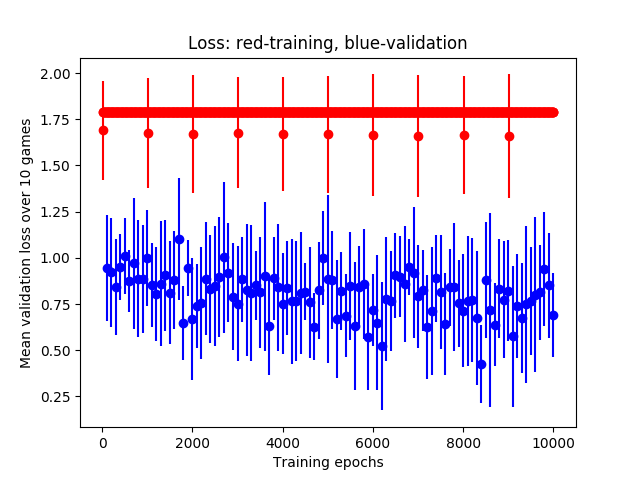 Loss: red-training, blue-validation
Mean validation loss over 10 games
2.00
1.75
1.50
1.25
1.00
0.75
0.50
0.25
0 2000 4000 6000 8000 10000
Training epochs